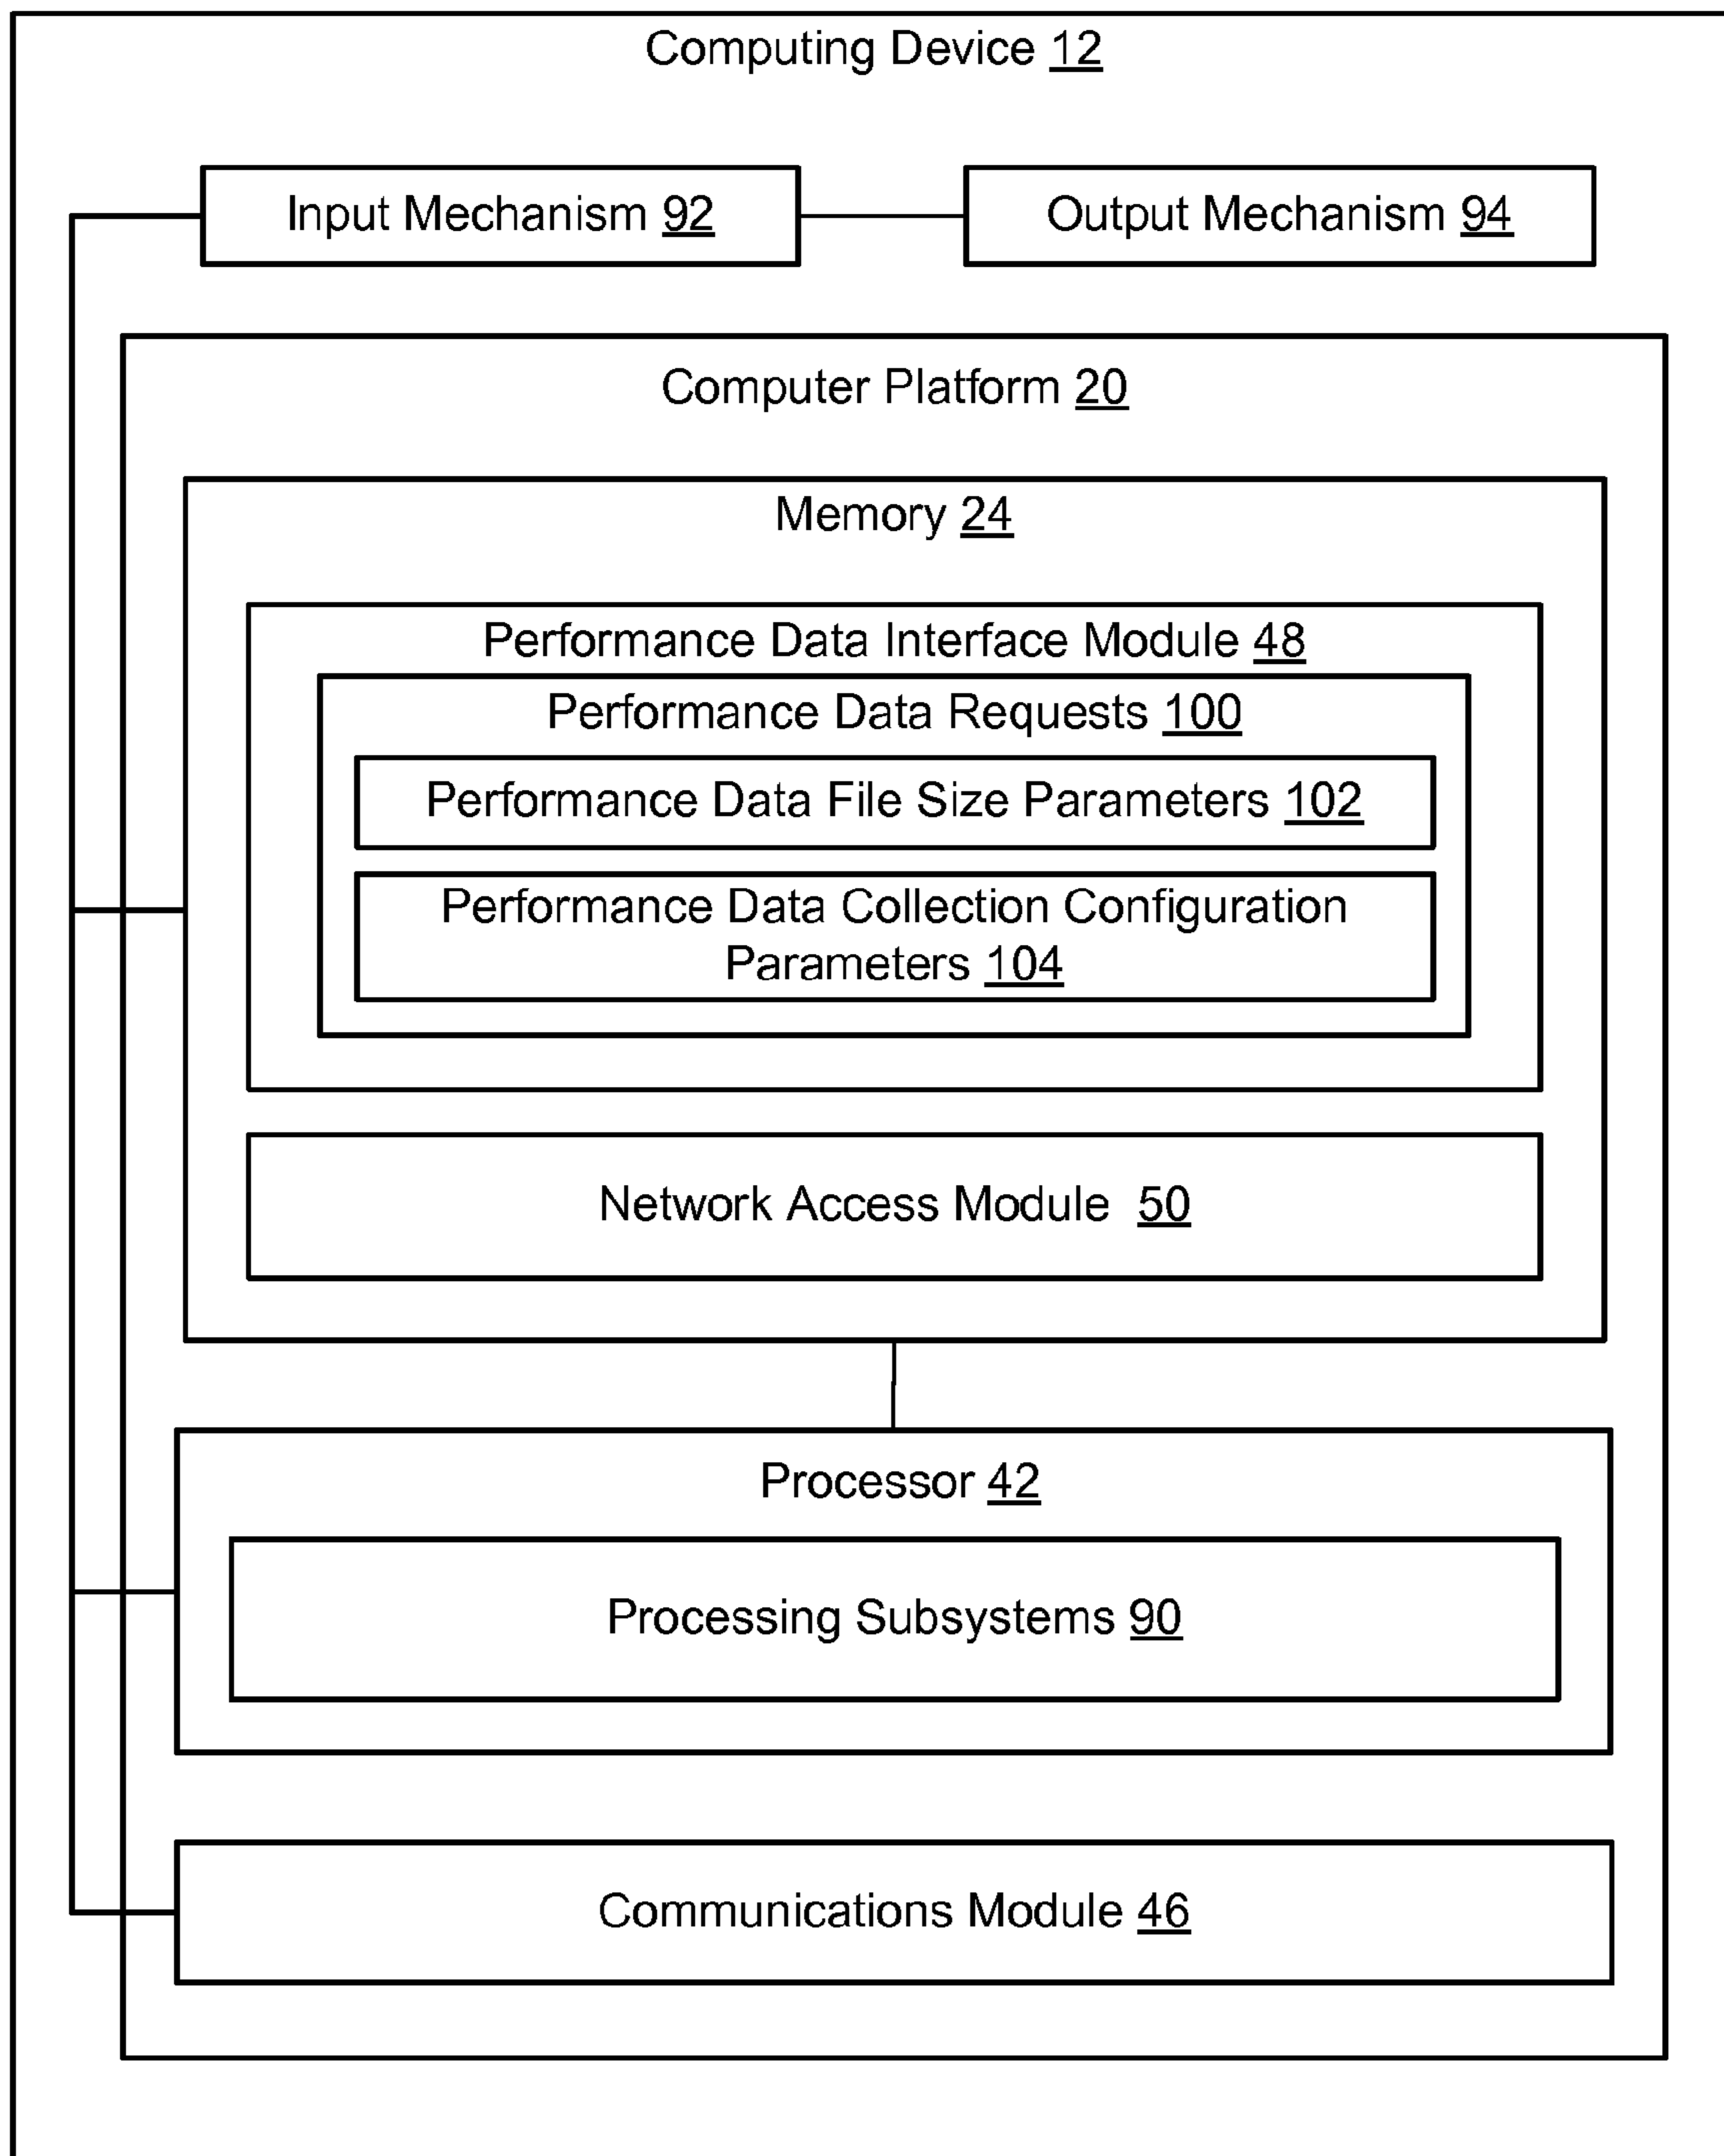 Computing Device 12
Input Mechanism 92
Output Mechanism 94
Computer Platform 20
Memory 24
Performance Data Interface Module 48
Performance Data Requests 100
Performance Data File Size Parameters 102
Performance Data Collection Configuration
Parameters 104
Network Access Module 50
Processor 42
Processing Subsystems 90
Communications Module 46